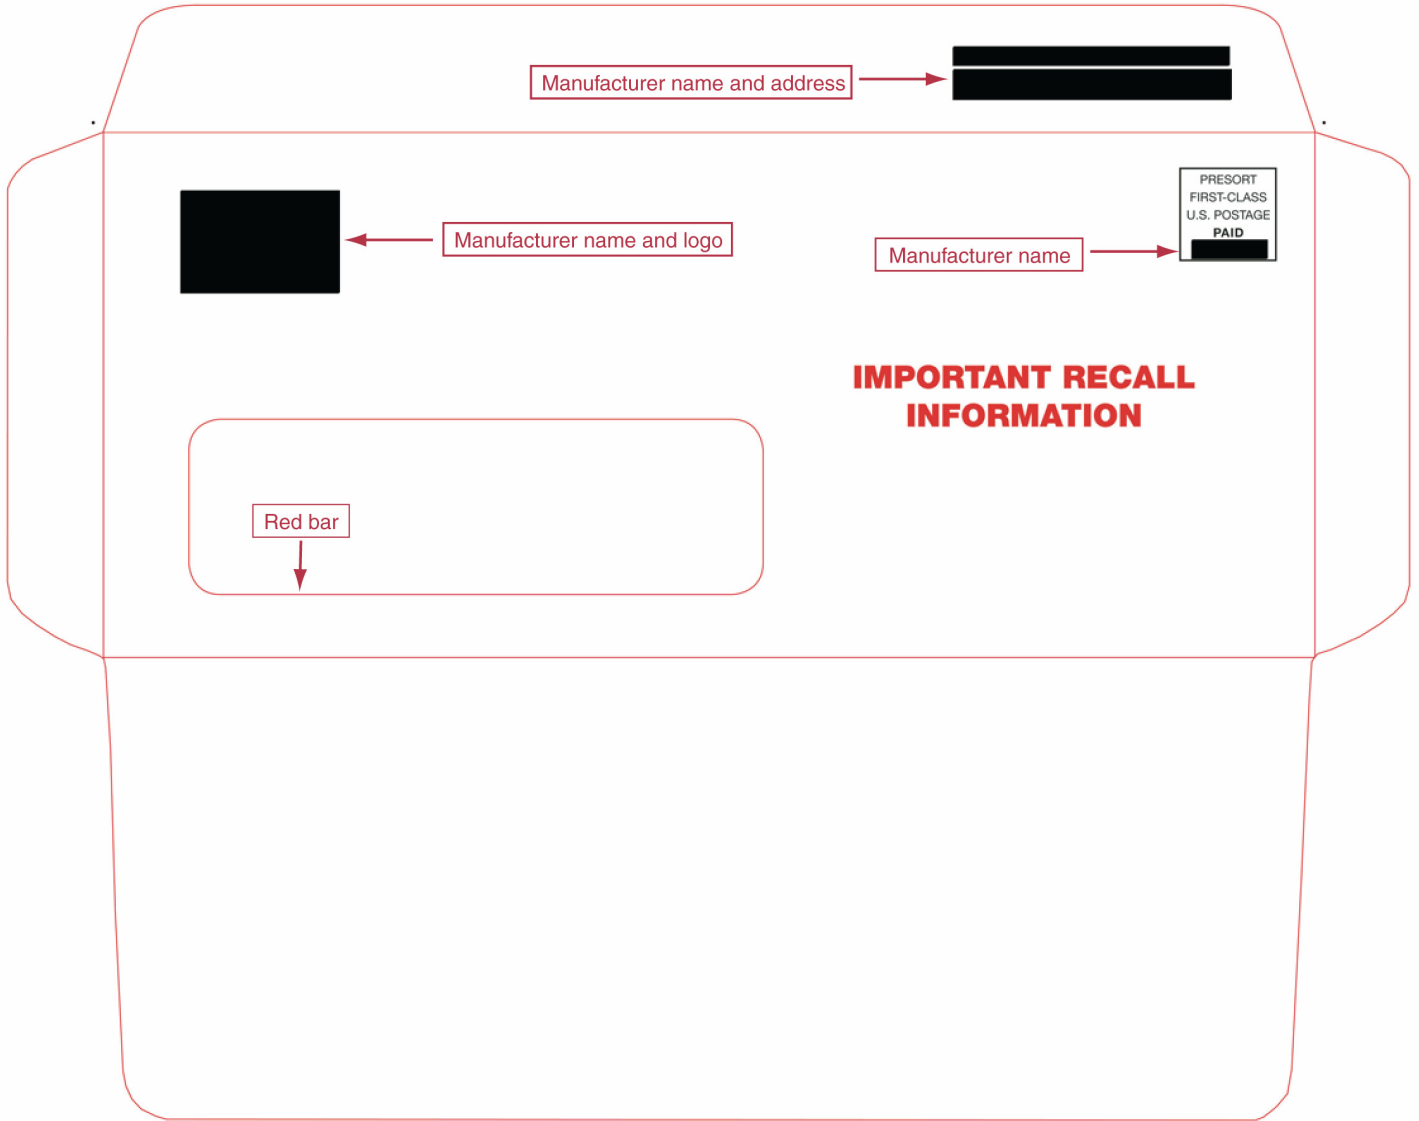 Manufacturer name and address
PRESORT
FIRST-CLASS
U.S. POSTAGE
PAID
Manufacturer name and logo
Manufacturer name
IMPORTANT RECALL
INFORMATION
Red bar